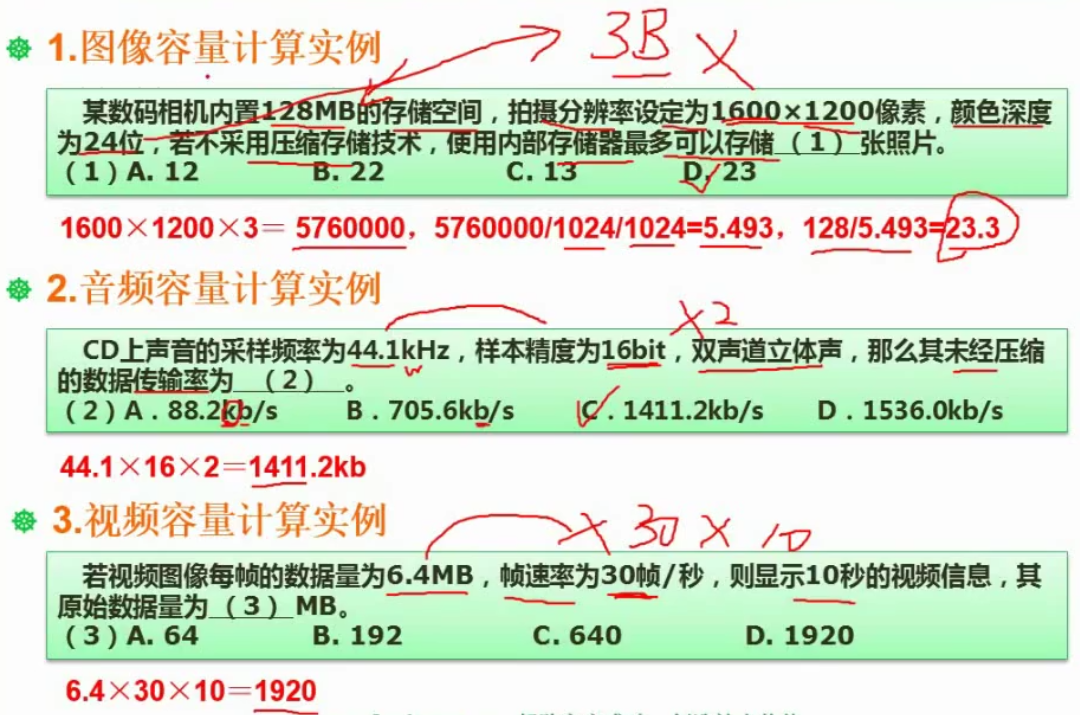 3B ×
1.图像容量计算实例
某数码相机内置128MB的存储空间，拍摄分辨率设定为1600×1200像素，颜色深度
为24位，若不采用压缩存储技术，使用内部存储器最多可以存储（1）张照片。
（1）A. 12 B. 22 C. 13 D. 23
1600×1200×3= 5760000，5760000/1024/1024=5.493，128/5.493=23.3
2.音频容量计算实例
×2
CD上声音的采样频率为44.1kHz，样本精度为16bit，双声道立体声，那么其未经压缩
的数据传输率为（2）。
（2）A．88.2kb/s B．705.6kb/s C．1411.2kb/s D．1536.0kb/s
44.1×16×2=1411.2kb
3.视频容量计算实例
× 30 × 10
若视频图像每帧的数据量为6.4MB，帧速率为30帧/秒，则显示10秒的视频信息，其
原始数据量为（3）MB。
（3）A. 64 B. 192 C. 640 D. 1920
6.4×30×10=1920